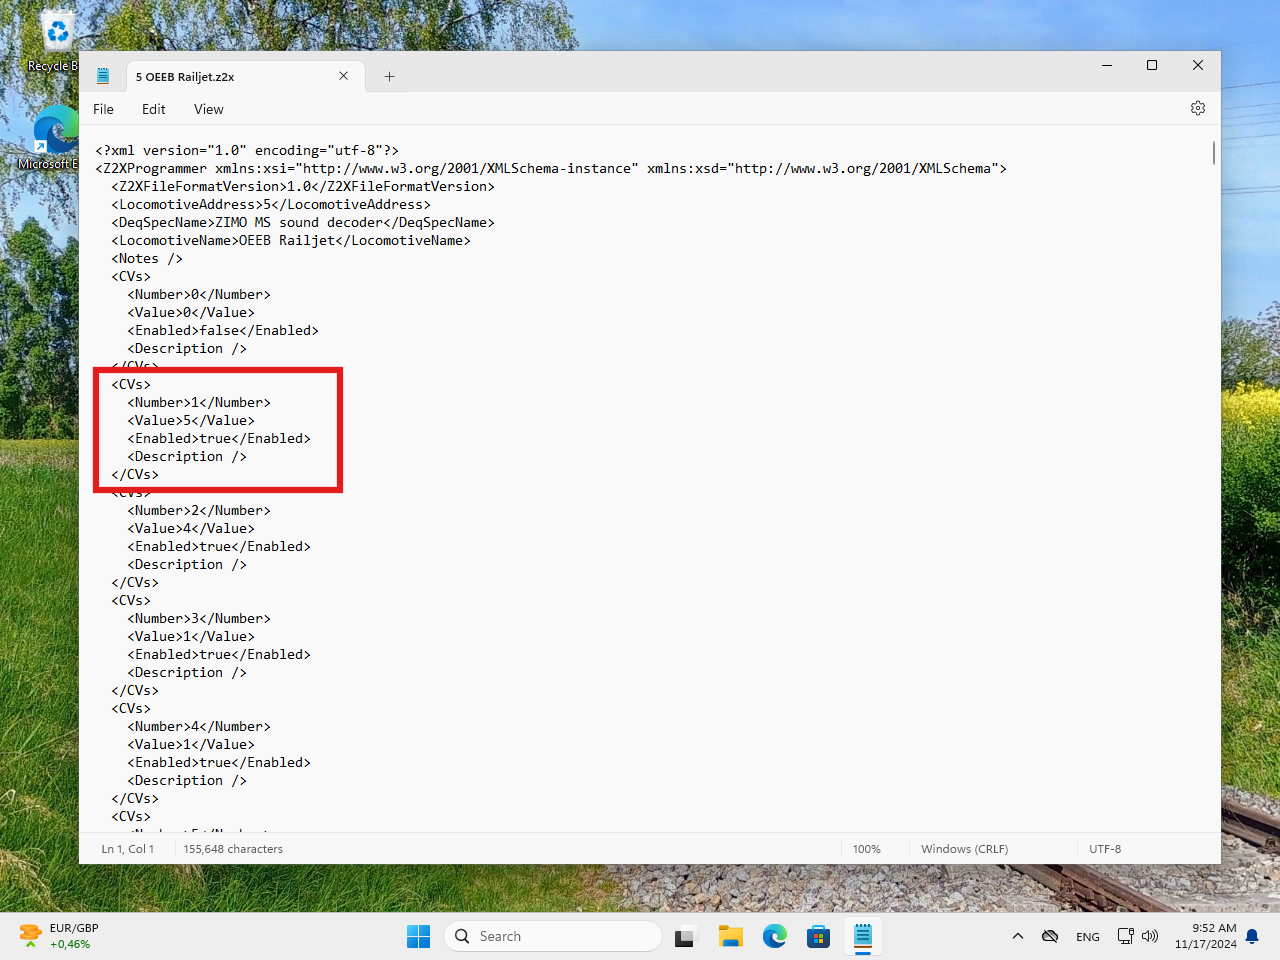 Recycle B
Microsoft E
5 OEEB Railjet.z2x
File Edit View
<?xml version="1.0" encoding="utf-8"?>
<Z2XProgrammer xmlns:xsi="http://www.w3.org/2001/XMLSchema-instance" xmlns:xsd="http://www.w3.org/2001/XMLSchema">
<Z2XFileFormatVersion>1.0</Z2XFileFormatVersion>
<LocomotiveAddress>5</LocomotiveAddress>
<DeqSpecName>ZIMO MS sound decoder</DeqSpecName>
<LocomotiveName>OEEB Railjet</LocomotiveName>
<Notes />
<CVs>
<Number>0</Number>
<Value>0</Value>
<Enabled>false</Enabled>
<Description />
</CVs>
<CVs>
<Number>1</Number>
<Value>5</Value>
<Enabled>true</Enabled>
<Description />
</CVs>
<CVs>
<Number>2</Number>
<Value>4</Value>
<Enabled>true</Enabled>
<Description />
</CVs>
<CVs>
<Number>3</Number>
<Value>1</Value>
<Enabled>true</Enabled>
<Description />
</CVs>
<CVs>
<Number>4</Number>
<Value>1</Value>
<Enabled>true</Enabled>
<Description />
</CVs>
<CVs>
<Number>5</Number>
Ln 1, Col 1 155,648 characters 100% Windows (CRLF) UTF-8
EUR/GBP
+0,46%
Search
ENG
9:52 AM
11/17/2024